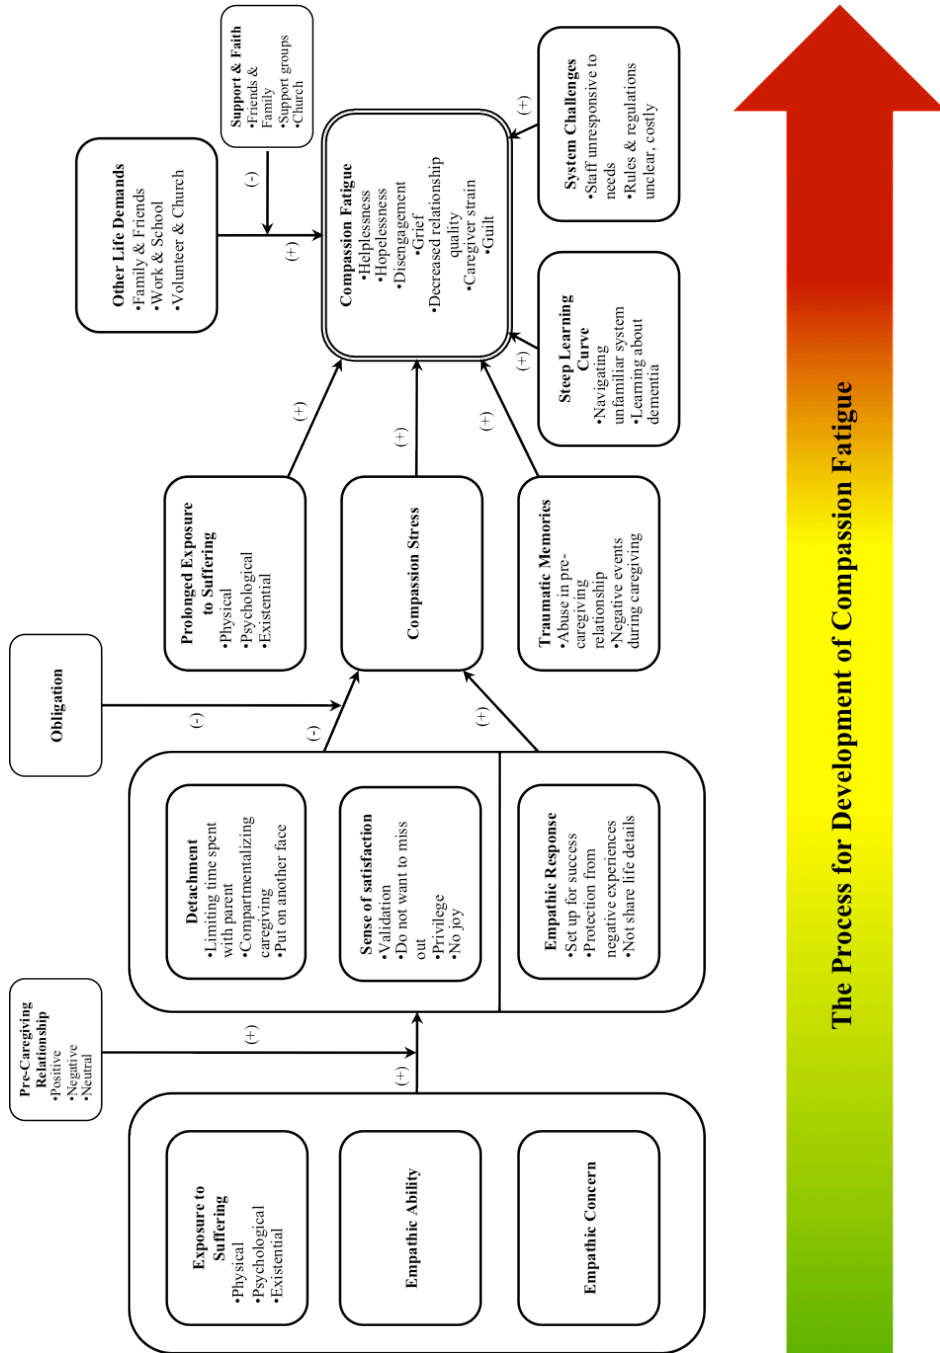 Pre-Caregiving
Relationship
•Positive
•Negative
•Neutral
(+)
(+)
Exposure to
Suffering
•Physical
•Psychological
•Existential
Empathic Ability
Empathic Concern
Obligation
(-)
(-)
(+)
Detachment
•Limiting time spent
with parent
•Compartmentalizing
caregiving
•Put on another face
Sense of satisfaction
•Validation
•Do not want to miss
out
•Privilege
•No joy
Empathic Response
•Set up for success
•Protection from
negative experiences
•Not share life details
Prolonged Exposure
to Suffering
•Physical
•Psychological
•Existential
(+)
Compassion Stress
(+)
Traumatic Memories
•Abuse in pre-
caregiving
relationship
•Negative events
during caregiving
(+)
Other Life Demands
•Family & Friends
•Work & School
•Volunteer & Church
(+)
(-)
Support & Faith
•Friends &
Family
•Support groups
•Church
Compassion Fatigue
•Helplessness
•Hopelessness
•Disengagement
•Grief
•Decreased relationship
quality
•Caregiver strain
•Guilt
(+)
Steep Learning
Curve
•Navigating
unfamiliar system
•Learning about
dementia
(+)
System Challenges
•Staff unresponsive to
needs
•Rules & regulations
unclear, costly
The Process for Development of Compassion Fatigue